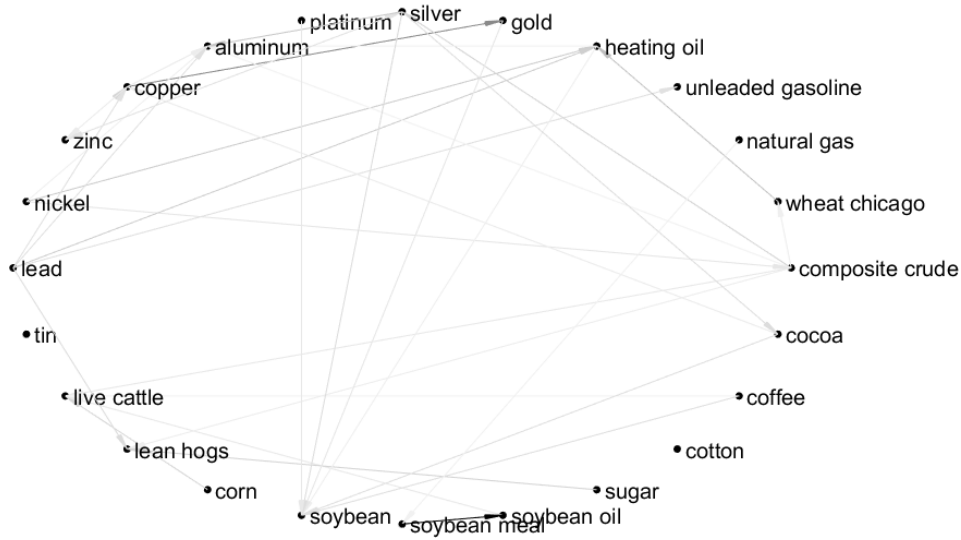 silver
platinum
gold
aluminum
heating oil
copper
unleaded gasoline
zinc
natural gas
nickel
wheat chicago
lead
composite crude
tin
cocoa
live cattle
coffee
lean hogs
cotton
corn
sugar
soybean
soybean oil
soybean meal